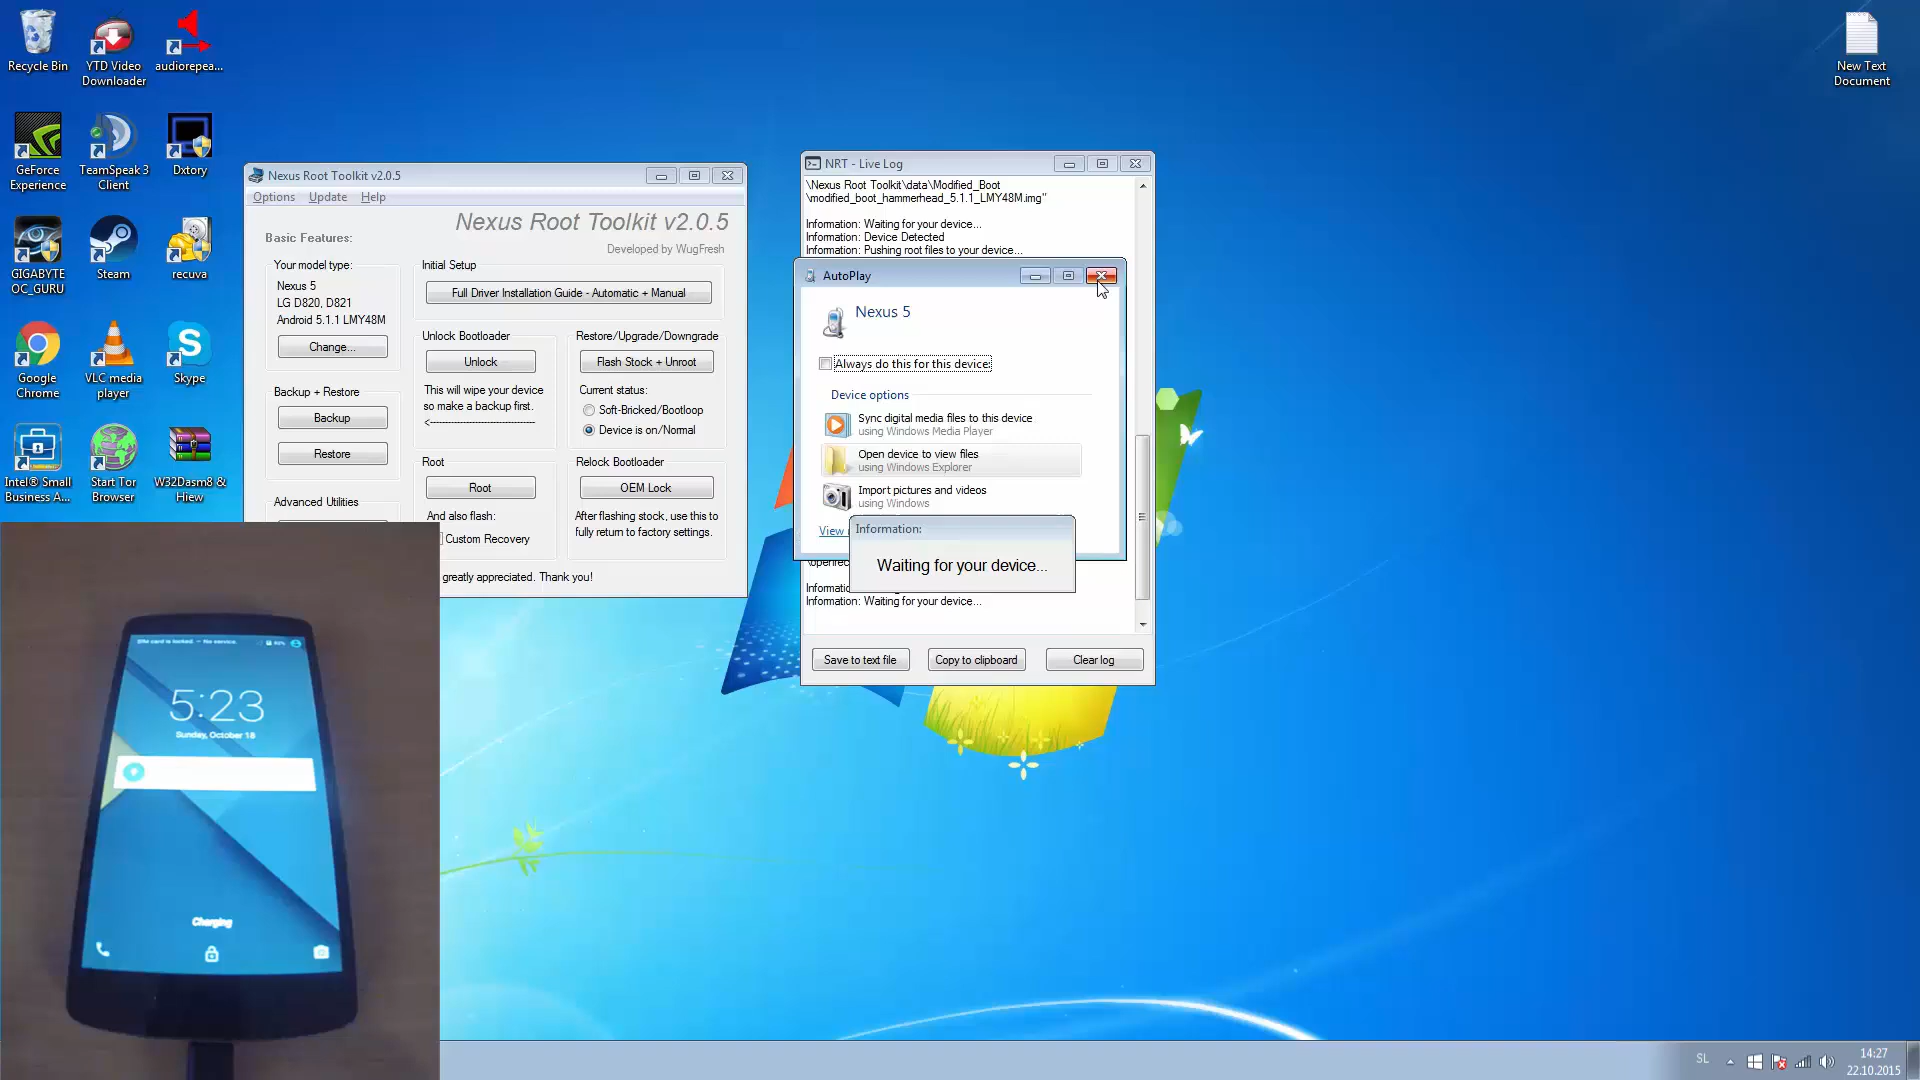 Recycle Bin
YTD Video
Downloader
audiorepea...
GeForce
Experience
TeamSpeak 3
Client
Dxtory
GIGABYTE
OC_GURU
Steam
recuva
Google
Chrome
VLC media
player
Skype
Intel® Small
Business A...
Start Tor
Browser
W32Dasm8 &
Hiew
New Text
Document
Nexus Root Toolkit v2.0.5
Options Update Help
Nexus Root Toolkit v2.0.5
Developed by WugFresh
Basic Features:
Your model type:
Nexus 5
LG D820, D821
Android 5.1.1 LMY48M
Change...
Backup + Restore
Backup
Restore
Advanced Utilities
Initial Setup
Full Driver Installation Guide - Automatic + Manual
Unlock Bootloader
Unlock
This will wipe your device
so make a backup first.
<----------------------------------
Root
Root
And also flash:
Custom Recovery
Restore/Upgrade/Downgrade
Flash Stock + Unroot
Current status:
Soft-Bricked/Bootloop
Device is on/Normal
Relock Bootloader
OEM Lock
After flashing stock, use this to
fully return to factory settings.
greatly appreciated. Thank you!
NRT - Live Log
\Nexus Root Toolkit\data\Modified_Boot
\modified_boot_hammerhead_5.1.1_LMY48M.img"
Information: Waiting for your device...
Information: Device Detected
Information: Pushing root files to your device...
AutoPlay
Nexus 5
Always do this for this device:
Device options
Sync digital media files to this device
using Windows Media Player
Open device to view files
using Windows Explorer
Import pictures and videos
using Windows
View
Information:
Waiting for your device...
Information: Waiting for your device...
Save to text file
Copy to clipboard
Clear log
SIM card is locked. — No service.
5:23
Sunday, October 18
Charging
SL
14:27
22.10.2015